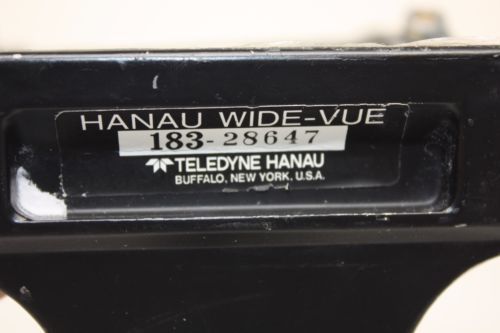 HANAU WIDE-VUE
183-28647
TELEDYNE HANAU
BUFFALO, NEW YORK, U.S.A.